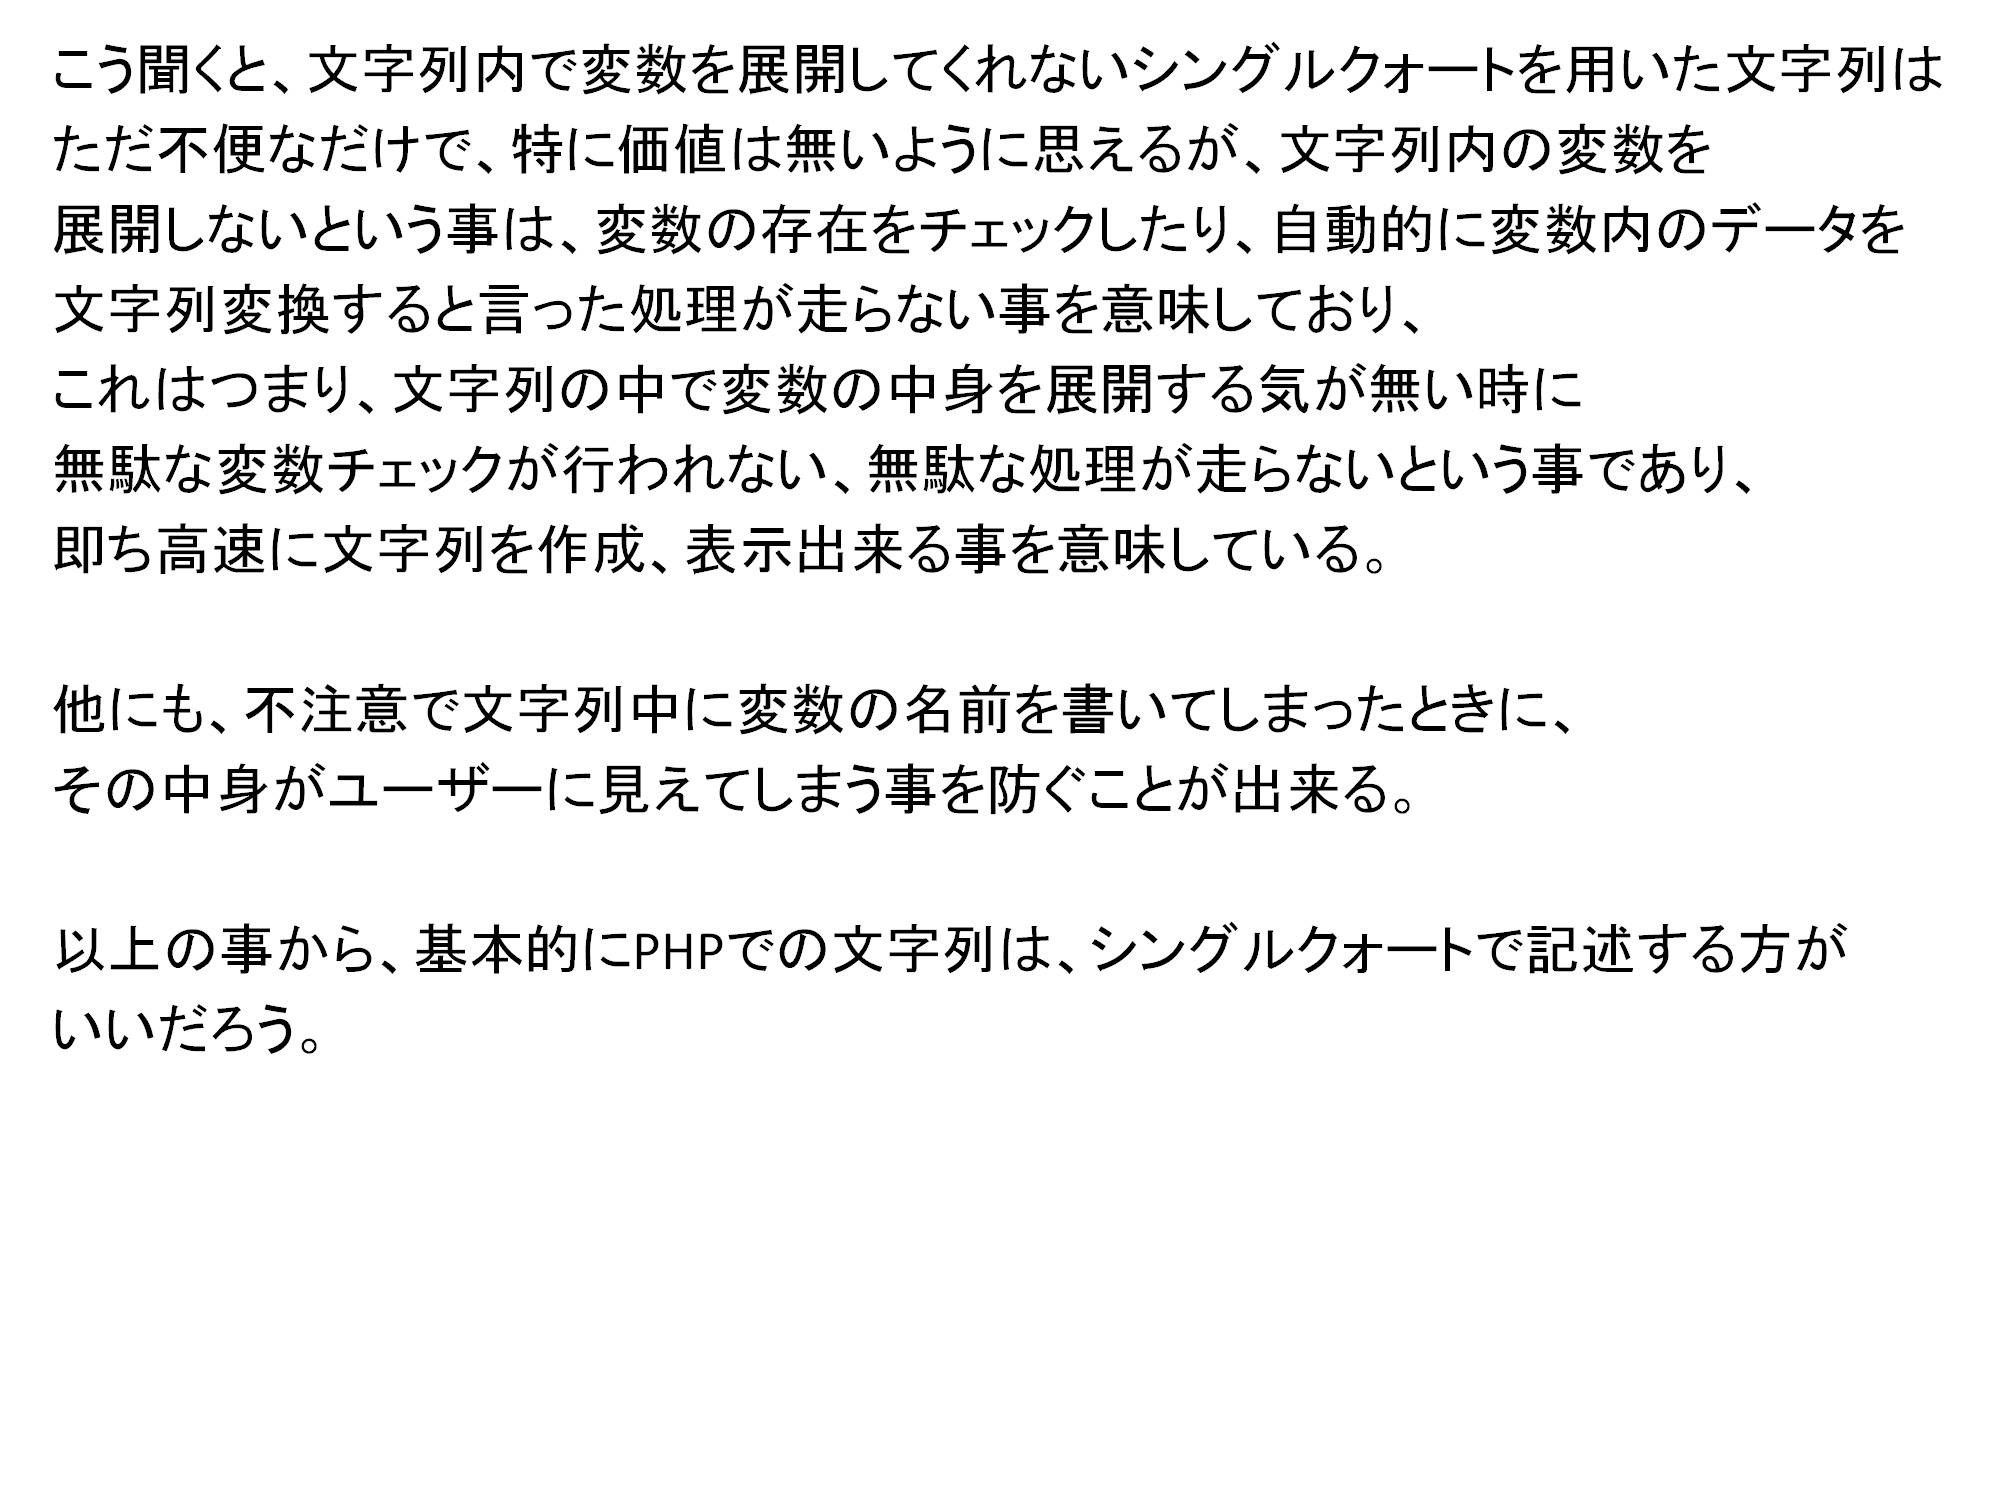 こう聞くと、文字列内で変数を展開してくれないシングルクォートを用いた文字列は
ただ不便なだけで、特に価値は無いように思えるが、文字列内の変数を
展開しないという事は、変数の存在をチェックしたり、自動的に変数内のデータを
文字列変換すると言った処理が走らない事を意味しており、
これはつまり、文字列の中で変数の中身を展開する気が無い時に
無駄な変数チェックが行われない、無駄な処理が走らないという事であり、
即ち高速に文字列を作成、表示出来る事を意味している。
他にも、不注意で文字列中に変数の名前を書いてしまったときに、
その中身がユーザーに見えてしまう事を防ぐことが出来る。
以上の事から、基本的にPHPでの文字列は、シングルクォートで記述する方が
いいだろう。